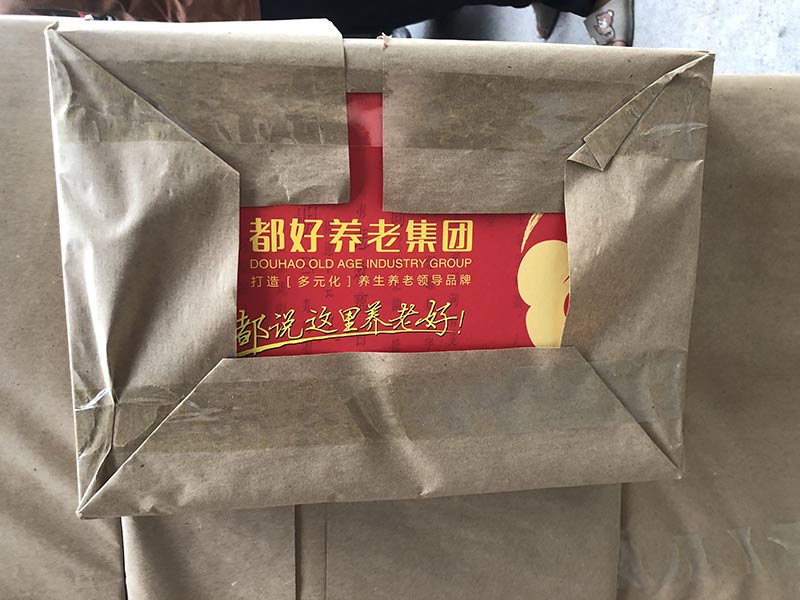 都好养老集团
DOUHAO OLD AGE INDUSTRY GROUP
打造[多元化]养生养老领导品牌
都说这里养老好!